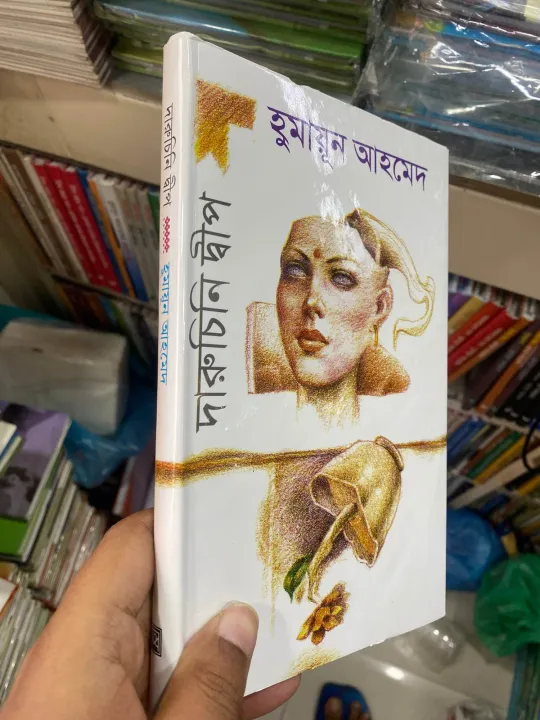 হুমায়ূন আহমেদ
দারুচিনি দ্বীপ
দারুচিনি দ্বীপ হুমায়ূন আহমেদ